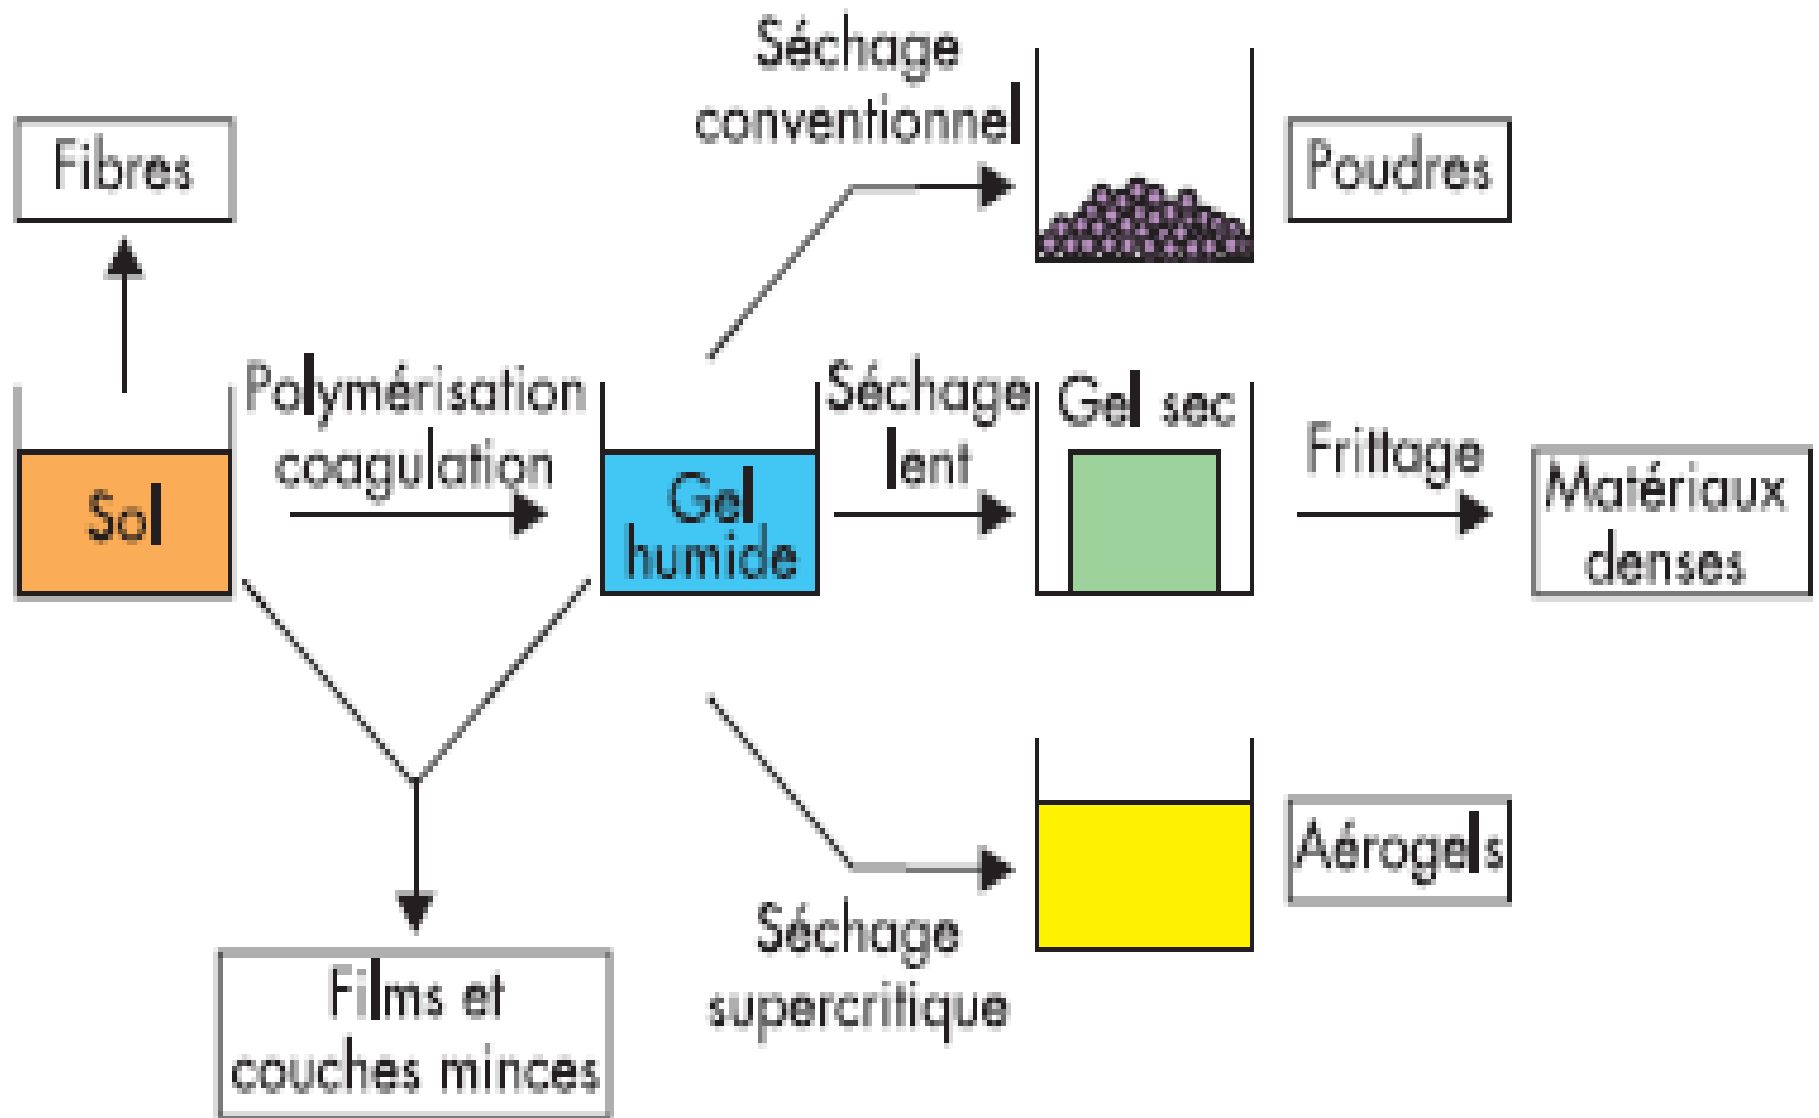 Séchage
conventionnel
Fibres
Poudres
Polymérisation
coagulation
Séchage
lent
Gel sec
Frittage
Sol
Gel
humide
Matériaux
denses
Aérogels
Séchage
supercritique
Films et
couches minces